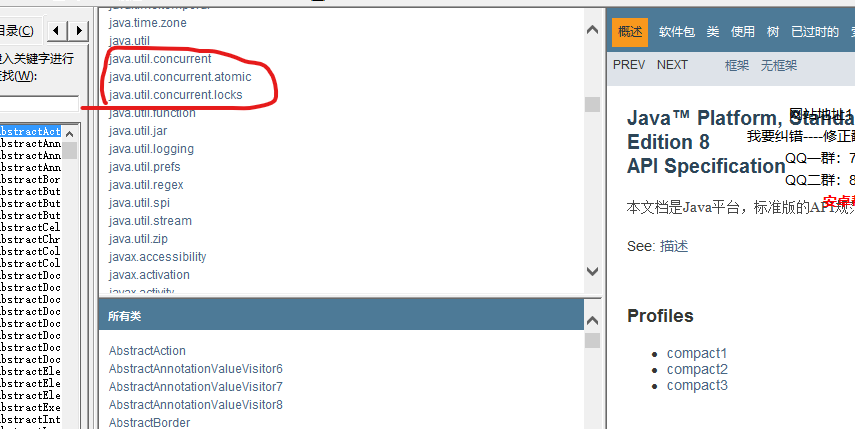 目录(C)
入关键字进行
找(W):
AbstractAct
AbstractAnn
AbstractAnn
AbstractAnn
AbstractBor
AbstractBut
AbstractBut
AbstractBut
AbstractCel
AbstractChr
AbstractCol
AbstractCol
AbstractDoc
AbstractDoc
AbstractDoc
AbstractDoc
AbstractDoc
AbstractDoc
AbstractDoc
AbstractDoc
AbstractEle
AbstractEle
AbstractEle
AbstractExe
AbstractInt
java.time.zone
java.util
java.util.concurrent
java.util.concurrent.atomic
java.util.concurrent.locks
java.util.function
java.util.jar
java.util.logging
java.util.prefs
java.util.regex
java.util.spi
java.util.stream
java.util.zip
javax.accessibility
javax.activation
javax.activity
所有类
AbstractAction
AbstractAnnotationValueVisitor6
AbstractAnnotationValueVisitor7
AbstractAnnotationValueVisitor8
AbstractBorder
概述 软件包 类 使用 树 已过时的
PREV NEXT 框架 无框架
Java™ Platform, Standa
Edition 8
API Specification
网站地址1
我要纠错----修正
QQ一群：7
QQ二群：8
安卓
本文档是Java平台，标准版的API规
See: 描述
Profiles
compact1
compact2
compact3